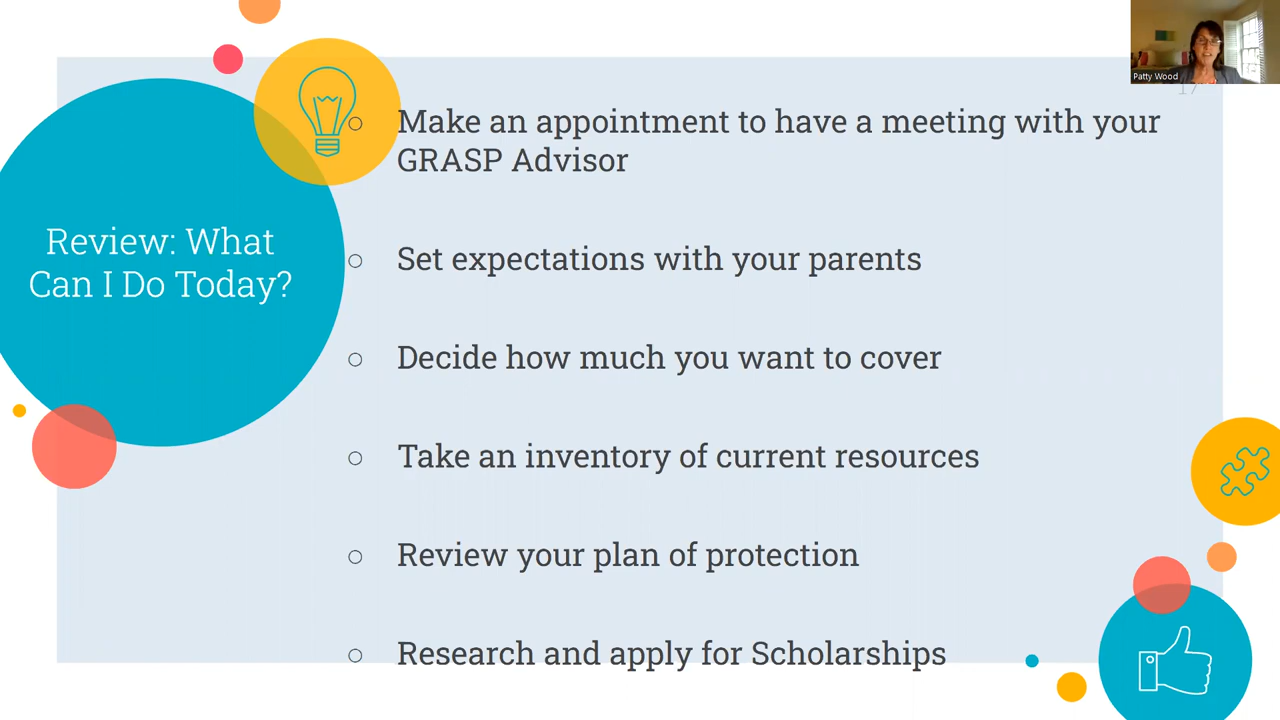 Patty Wood
17
Review: What
Can I Do Today?
○ Make an appointment to have a meeting with your
GRASP Advisor
○ Set expectations with your parents
○ Decide how much you want to cover
○ Take an inventory of current resources
○ Review your plan of protection
○ Research and apply for Scholarships